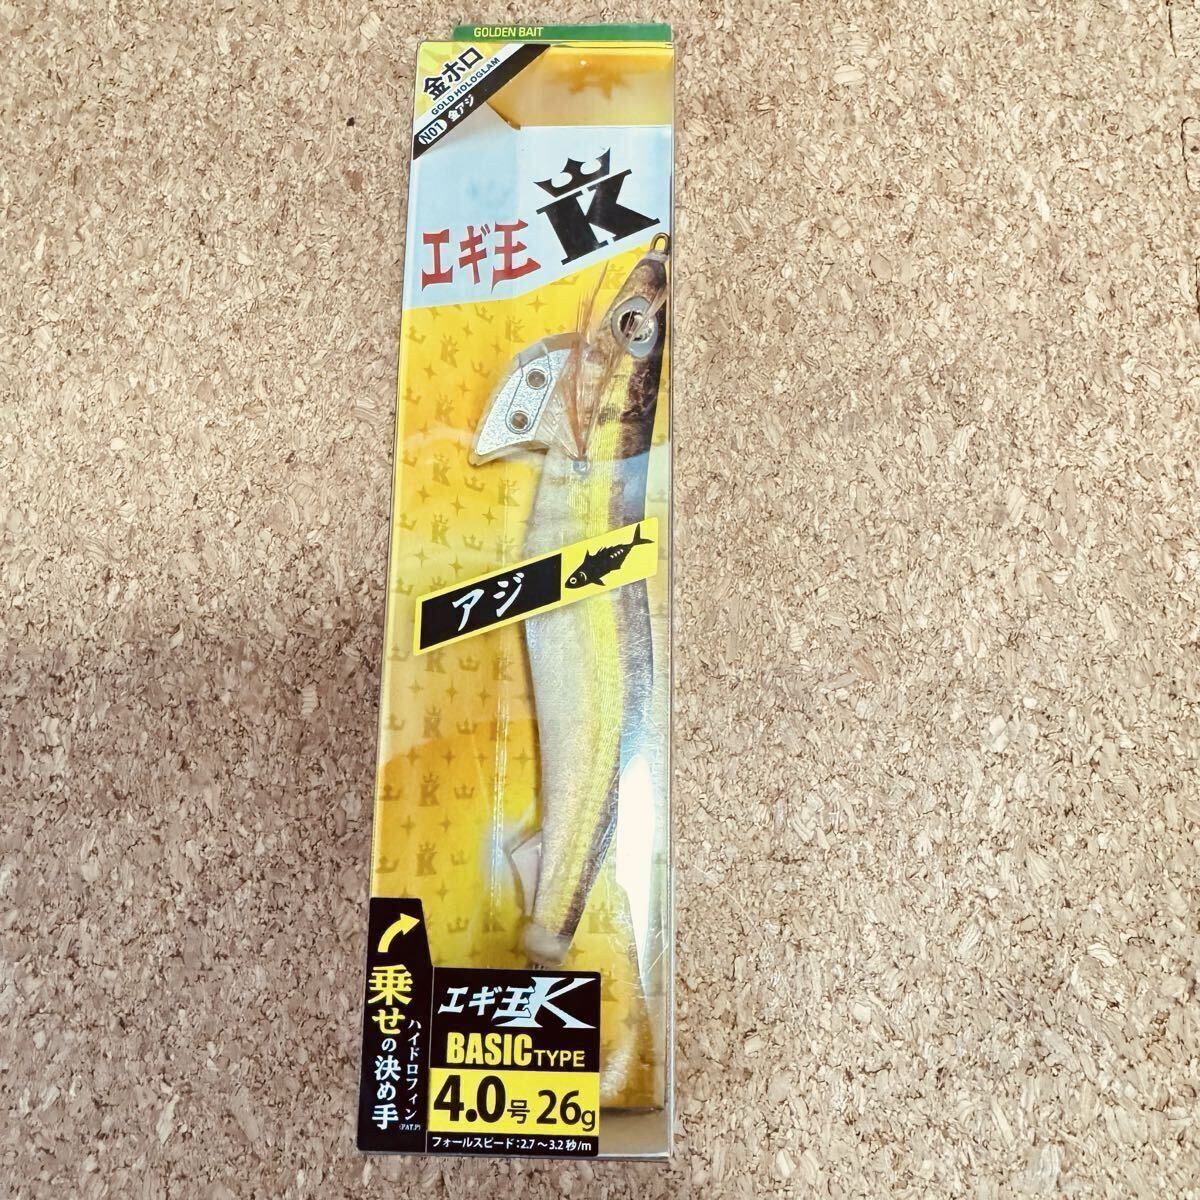 GOLDEN BAIT
金ホロ
GOLD HOLOGLAM
N01 金アジ
エギ王 K
アジ
乗せの決め手
ハイドロフィン
(PAT.P)
エギ王K
BASIC TYPE
4.0号 26g
フォールスピード:2.7～3.2秒/m